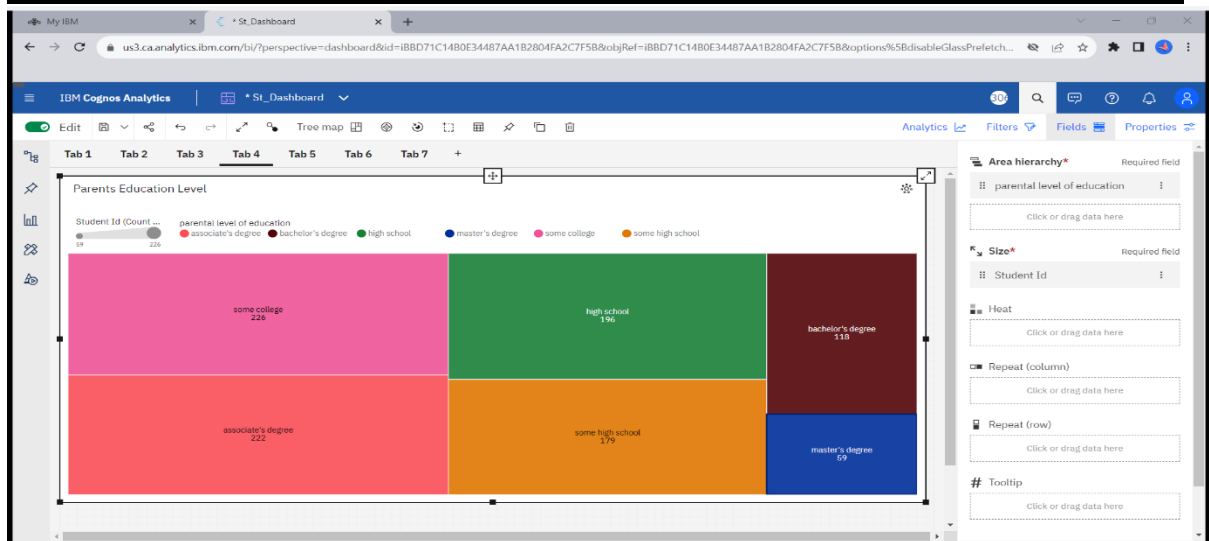 My IBM
* St_Dashboard
us3.ca.analytics.ibm.com/bi/?perspective=dashboard&id=iBBD71C14B0E34487AA1B2804FA2C7F5B&objRef=iBBD71C14B0E34487AA1B2804FA2C7F5B&options%5BdisableGlassPrefetch...
IBM Cognos Analytics
* St_Dashboard
306
Edit
Tree map
Analytics
Filters
Fields
Properties
Tab 1 Tab 2 Tab 3 Tab 4 Tab 5 Tab 6 Tab 7 +
Parents Education Level
Student Id (Count ...
59 226
parental level of education
associate's degree bachelor's degree high school master's degree some college some high school
some college
226
high school
196
bachelor's degree
118
associate's degree
222
some high school
179
master's degree
59
Area hierarchy* Required field
parental level of education
Click or drag data here
Size* Required field
Student Id
Heat
Click or drag data here
Repeat (column)
Click or drag data here
Repeat (row)
Click or drag data here
Tooltip
Click or drag data here